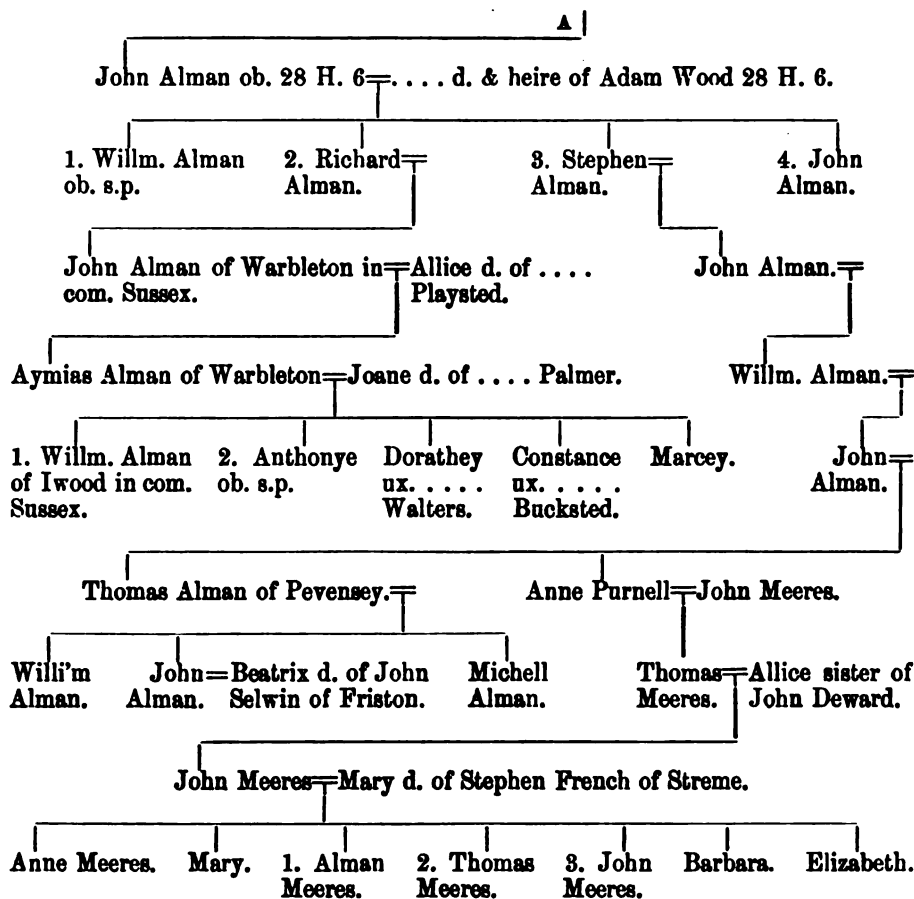 A
John Alman ob. 28 H. 6=. . . . d. & heire of Adam Wood 28 H. 6.
1. Willm. Alman
ob. s.p.
2. Richard=
Alman.
3. Stephen=
Alman.
4. John
Alman.
John Alman of Warbleton in=Allice d. of . . . .
com. Sussex. Playsted.
John Alman.=
Aymias Alman of Warbleton=Joane d. of . . . . Palmer.
Willm. Alman.=
1. Willm. Alman
of Iwood in com.
Sussex.
2. Anthonye
ob. s.p.
Dorathey
ux. . . . .
Walters.
Constance
ux. . . . .
Bucksted.
Marcey.
John=
Alman.
Thomas Alman of Pevensey.=
Anne Purnell=John Meeres.
Willi'm
Alman.
John=Beatrix d. of John
Alman. Selwin of Friston.
Michell
Alman.
Thomas=Allice sister of
Meeres. John Deward.
John Meeres=Mary d. of Stephen French of Streme.
Anne Meeres.
Mary.
1. Alman
Meeres.
2. Thomas
Meeres.
3. John
Meeres.
Barbara.
Elizabeth.